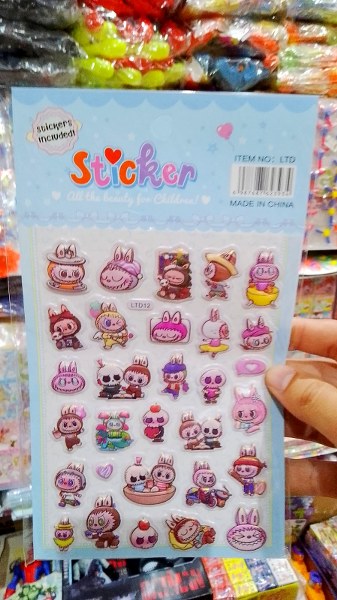 Stickers
included!
Sticker
All the beauty for Children!
ITEM NO: LTD
MADE IN CHINA
LTD12